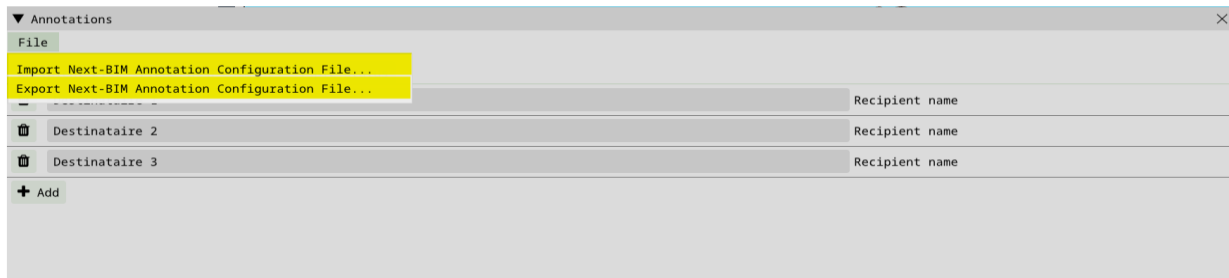 Annotations
File
Import Next-BIM Annotation Configuration File...
Export Next-BIM Annotation Configuration File...
Recipient name
Destinataire 2 Recipient name
Destinataire 3 Recipient name
Add